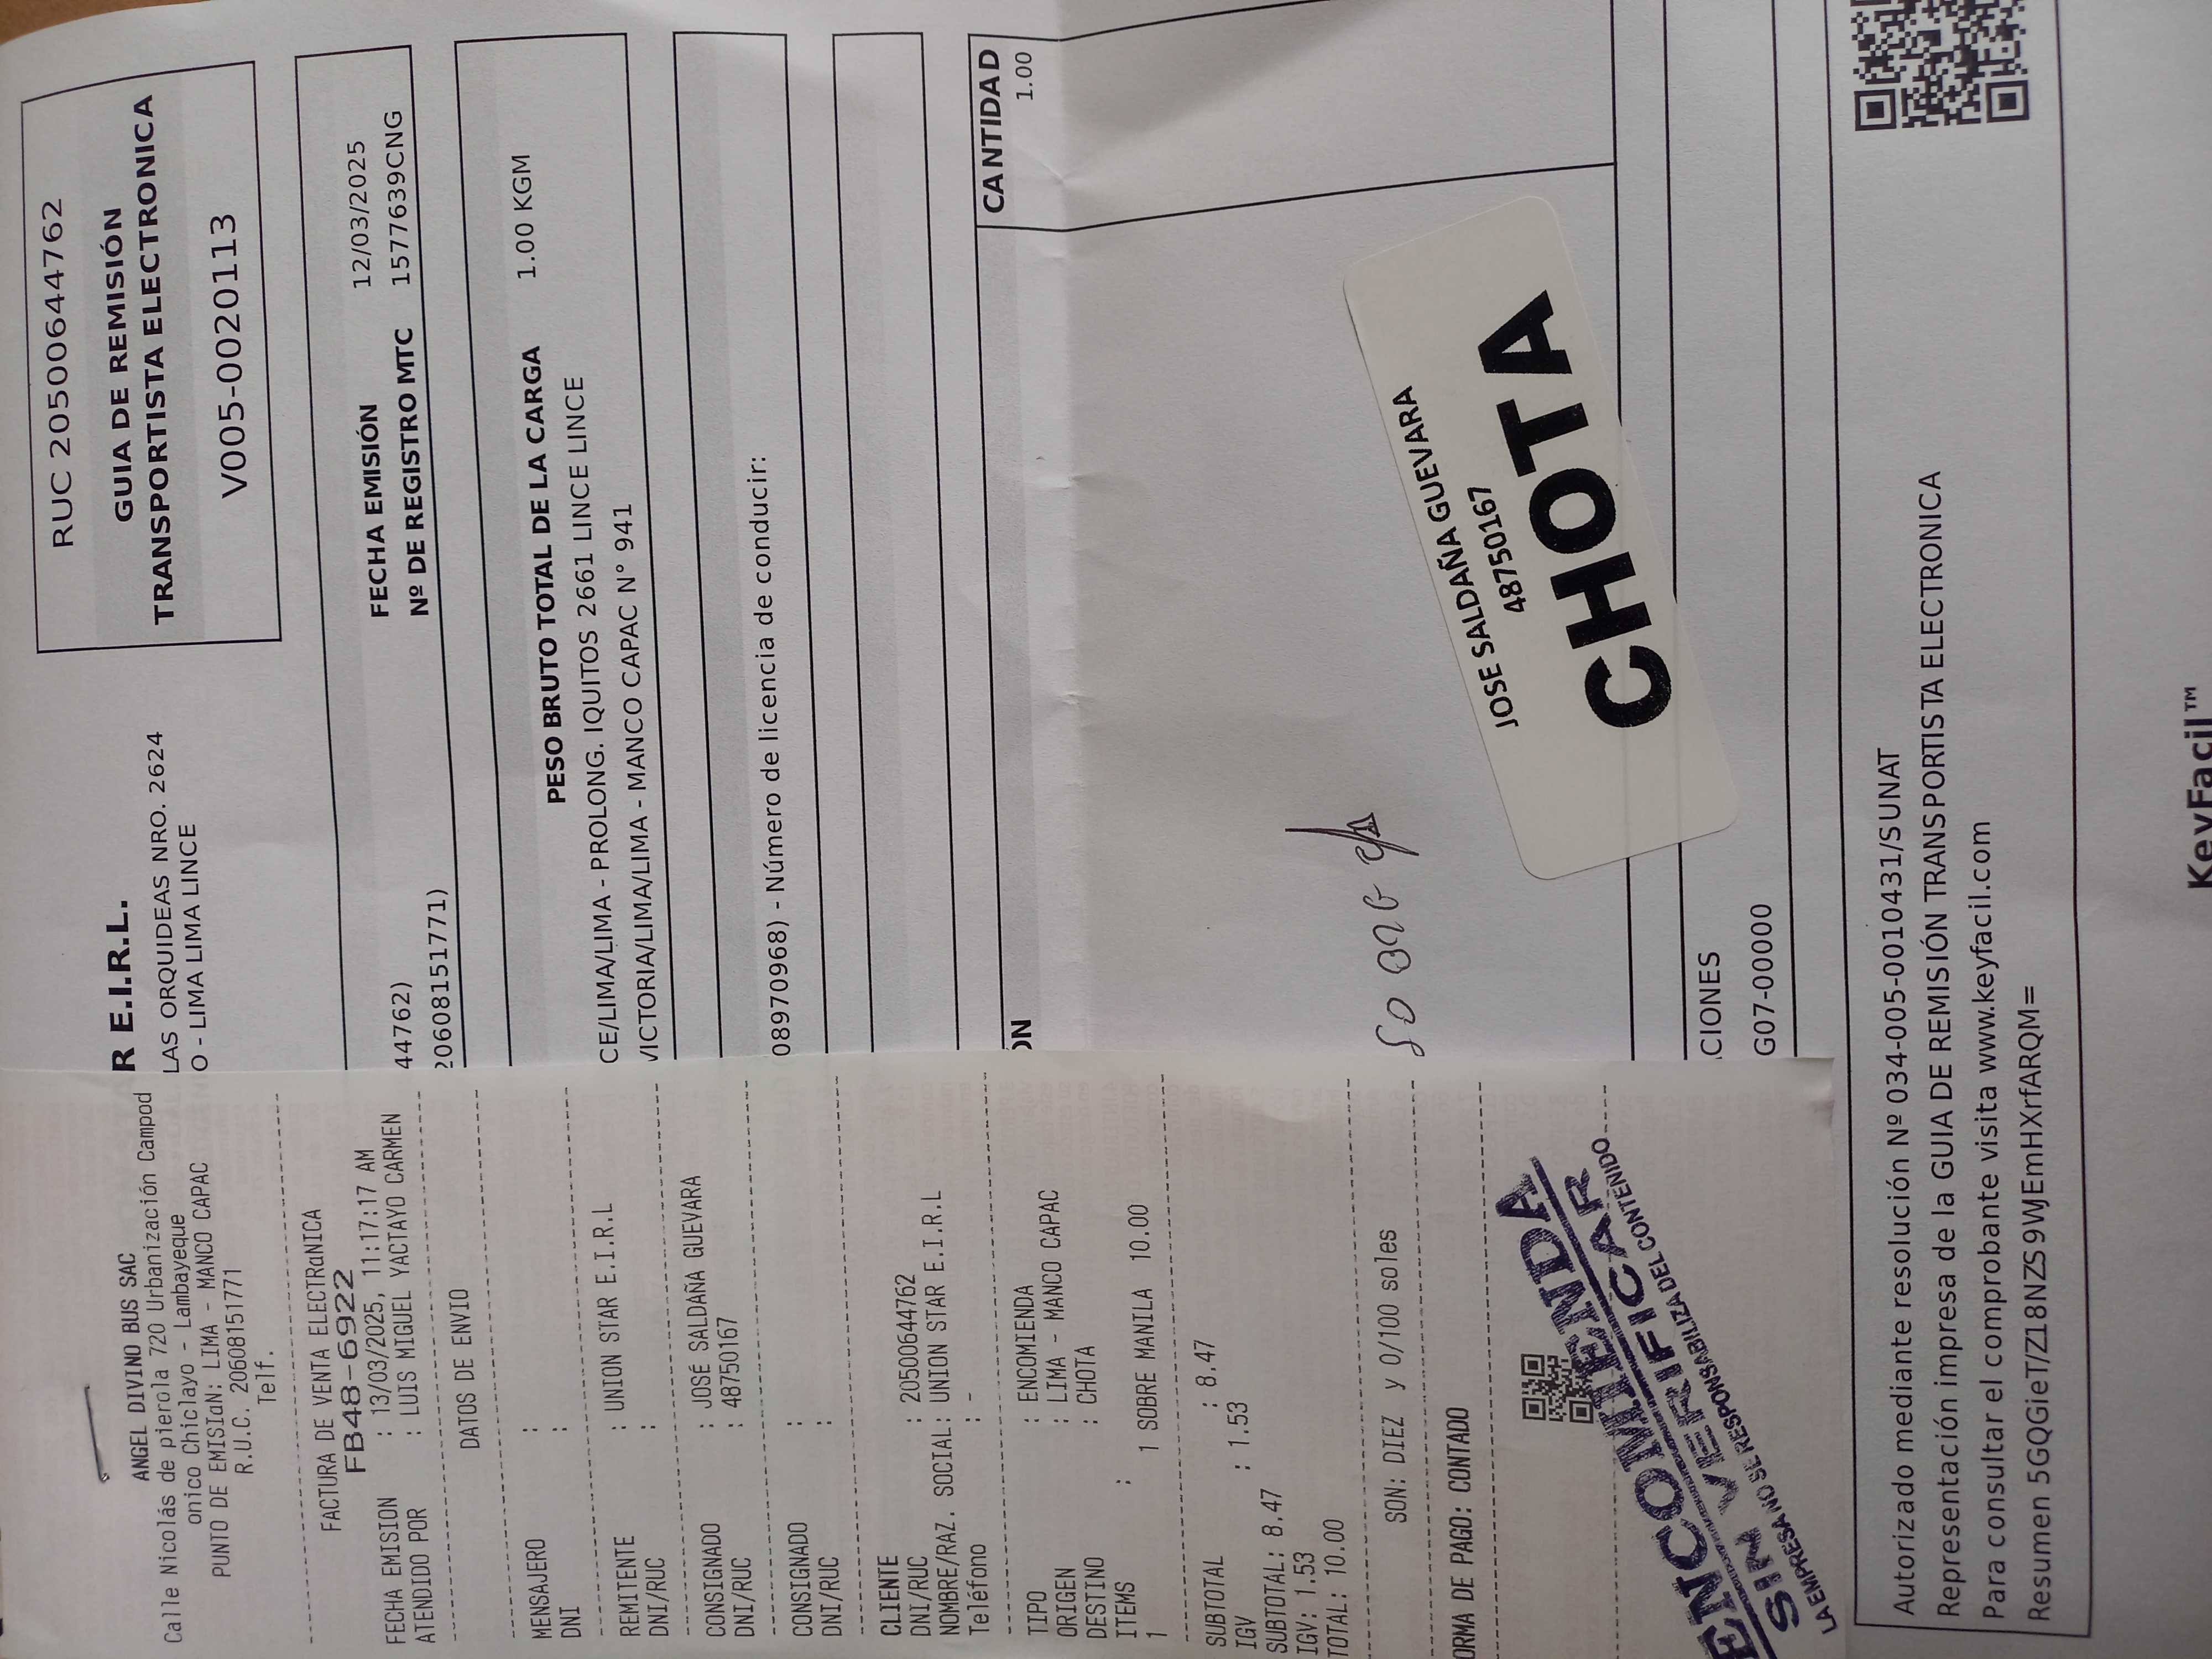 ANGEL DIVINO BUS SAC
Calle Nicolás de pierola 720 Urbanización Campod
onico Chiclayo - Lambayeque
PUNTO DE EMISIaN: LIMA - MANCO CAPAC
R.U.C. 20608151771
Telf.
FACTURA DE VENTA ELECTRaNICA
FB48-6922
FECHA EMISION : 13/03/2025, 11:17:17 AM
ATENDIDO POR : LUIS MIGUEL YACTAYO CARMEN
DATOS DE ENVIO
MENSAJERO :
DNI :
REMITENTE : UNION STAR E.I.R.L
DNI/RUC :
CONSIGNADO : JOSÉ SALDAÑA GUEVARA
DNI/RUC : 48750167
CONSIGNADO :
DNI/RUC :
CLIENTE
DNI/RUC : 20500644762
NOMBRE/RAZ. SOCIAL: UNION STAR E.I.R.L
Teléfono : -
TIPO : ENCOMIENDA
ORIGEN : LIMA - MANCO CAPAC
DESTINO : CHOTA
ITEMS :
1 1 SOBRE MANILA 10.00
SUBTOTAL : 8.47
IGV : 1.53
SUBTOTAL: 8.47
IGV: 1.53
TOTAL: 10.00
SON: DIEZ y 0/100 soles
ORMA DE PAGO: CONTADO
ENCOMIENDA
SIN VERIFICAR
LA EMPRESA NO SE RESPONSABILIZA DEL CONTENIDO
R E.I.R.L.
LAS ORQUIDEAS NRO. 2624
O - LIMA LIMA LINCE
RUC 20500644762
GUIA DE REMISIÓN
TRANSPORTISTA ELECTRONICA
V005-0020113
FECHA EMISIÓN 12/03/2025
44762) Nº DE REGISTRO MTC 1577639CNG
20608151771)
PESO BRUTO TOTAL DE LA CARGA 1.00 KGM
CE/LIMA/LIMA - PROLONG. IQUITOS 2661 LINCE LINCE
VICTORIA/LIMA/LIMA - MANCO CAPAC N° 941
08970968) - Número de licencia de conducir:
ON CANTIDAD
1.00
JOSE SALDAÑA GUEVARA
48750167
CHOTA
CIONES
G07-00000
Autorizado mediante resolución Nº 034-005-0010431/SUNAT
Representación impresa de la GUIA DE REMISIÓN TRANSPORTISTA ELECTRONICA
Para consultar el comprobante visita www.keyfacil.com
Resumen 5GQGieT/Z18NZS9WJEmHXrfARQM=
KeyFacil™